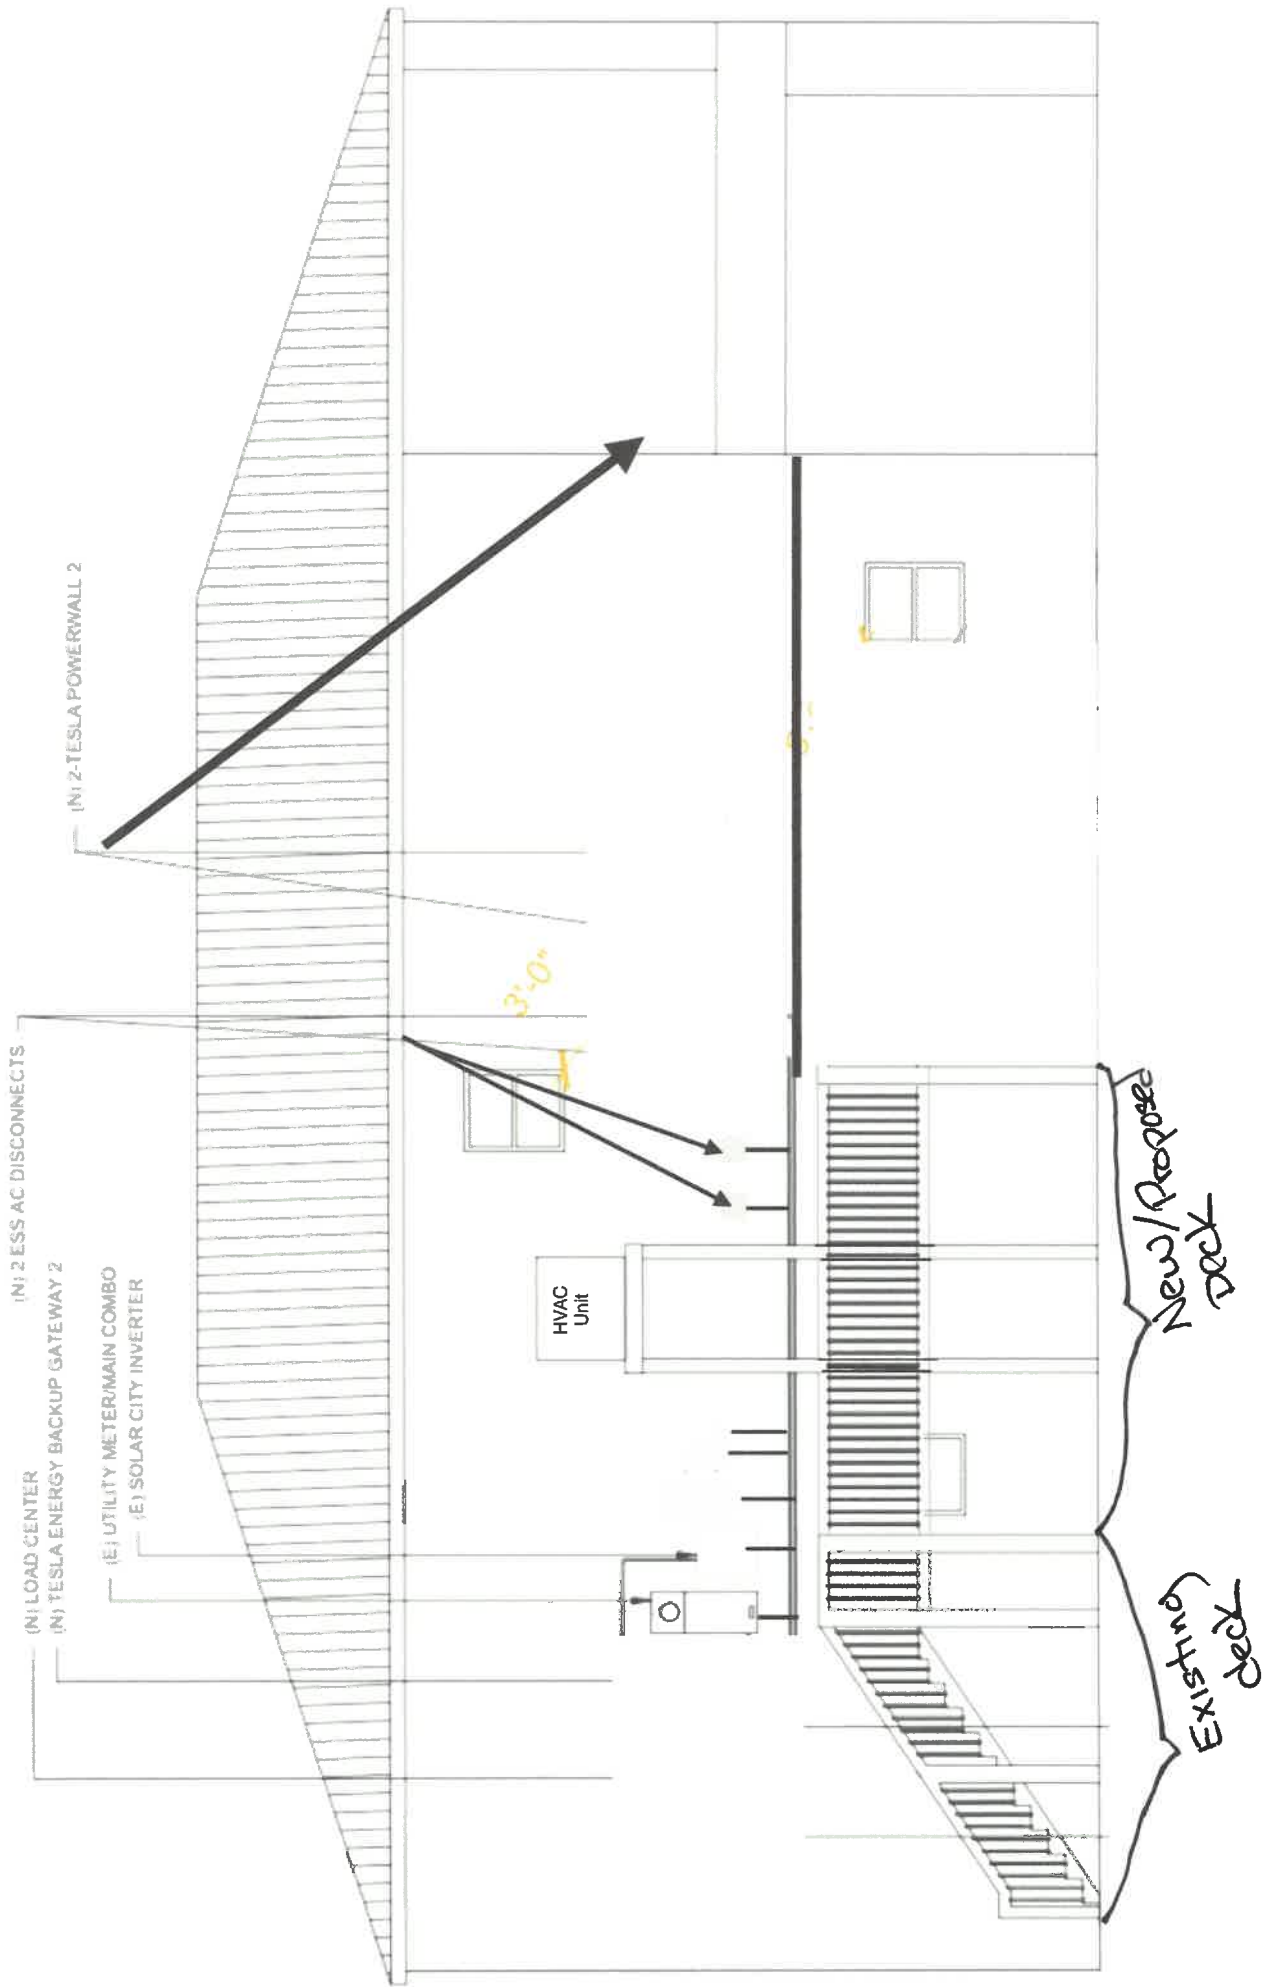 (N) LOAD CENTER
(N) TESLA ENERGY BACKUP GATEWAY 2
(E) UTILITY METER/MAIN COMBO
(E) SOLAR CITY INVERTER
(N) 2 ESS AC DISCONNECTS
(N) 2-TESLA POWERWALL 2
3'-0"
HVAC
Unit
Existing
deck
New/Proposed
Deck